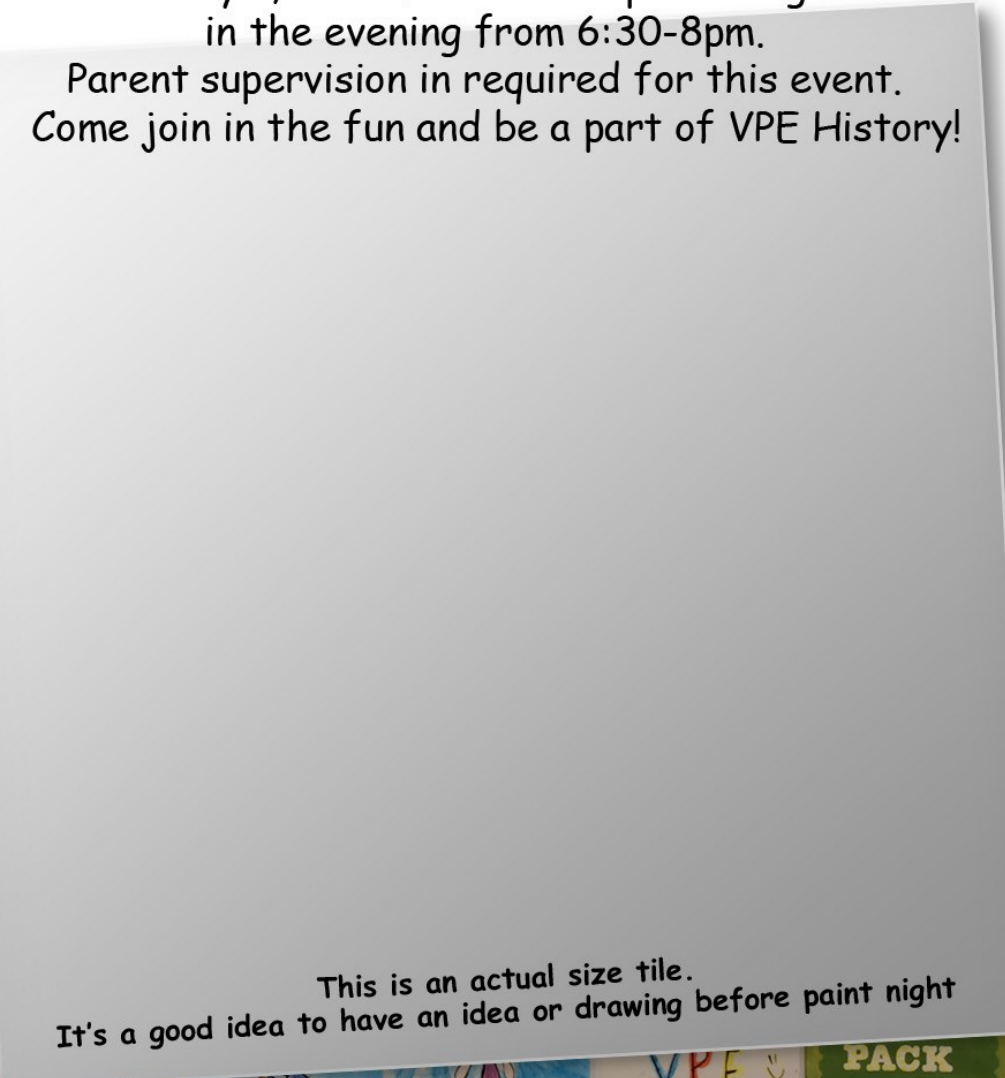 in the evening from 6:30-8pm.
Parent supervision in required for this event.
Come join in the fun and be a part of VPE History!
This is an actual size tile.
It's a good idea to have an idea or drawing before paint night
VPE
PACK